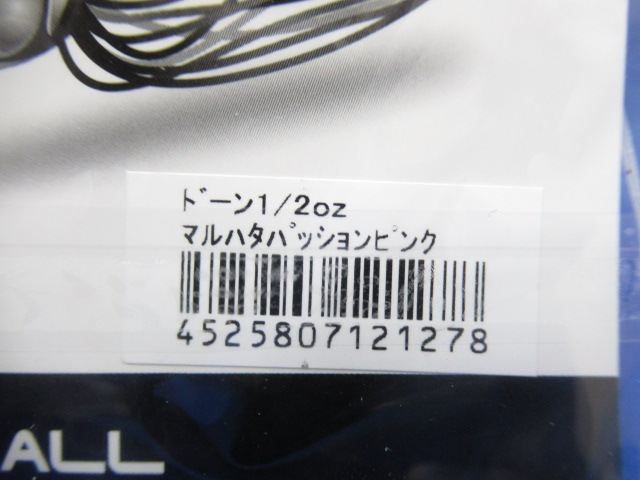 ﾄﾞｰﾝ1/2oz
ﾏﾙﾊﾀﾊﾟｯｼｮﾝﾋﾟﾝｸ
4525807121278
ALL